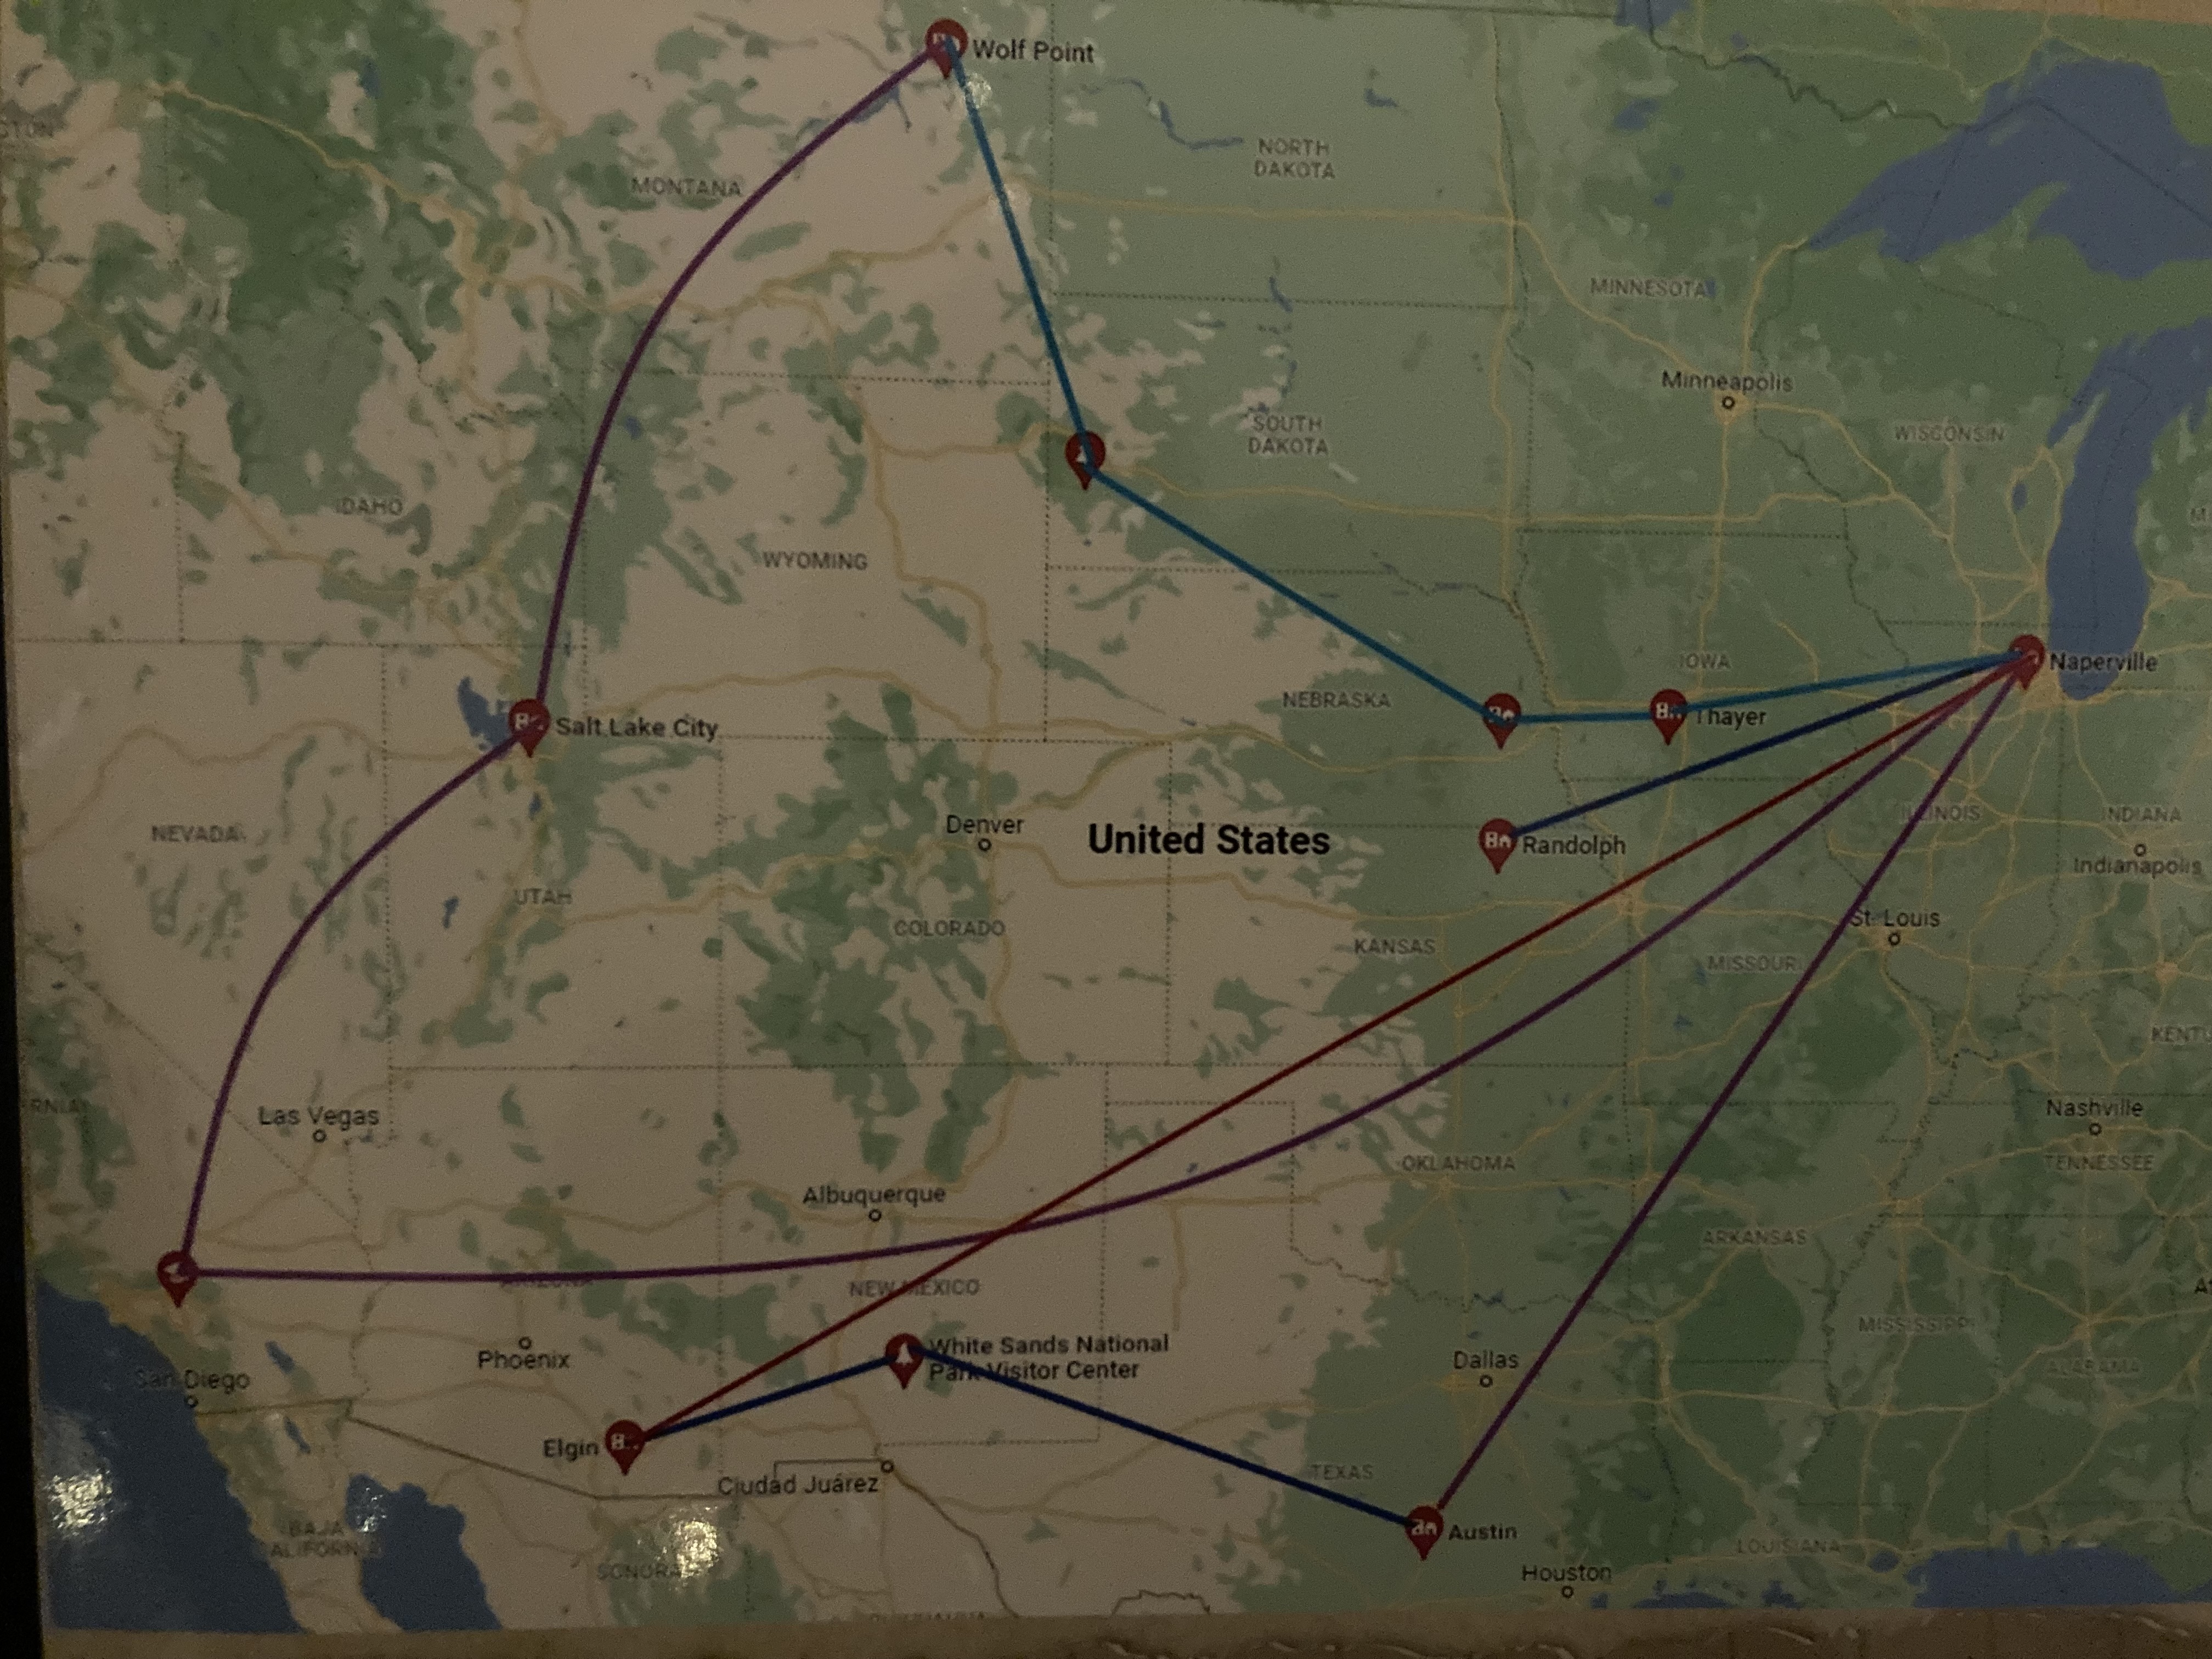 Wolf Point
NORTH
DAKOTA
MONTANA
MINNESOTA
Minneapolis
SOUTH
DAKOTA
WISCONSIN
IDAHO
WYOMING
IOWA
Naperville
NEBRASKA
Thayer
Salt Lake City
NEVADA
Denver
United States
Randolph
ILLINOIS
INDIANA
Indianapolis
UTAH
COLORADO
St. Louis
KANSAS
MISSOURI
KENTU
RNIA
Las Vegas
Nashville
OKLAHOMA
TENNESSEE
Albuquerque
ARKANSAS
ARIZONA
NEW MEXICO
MISSISSIPPI
White Sands National
Park Visitor Center
Phoenix
Dallas
ALABAMA
San Diego
Elgin
TEXAS
Ciudad Juárez
Austin
BAJA
CALIFORNIA
LOUISIANA
SONORA
Houston